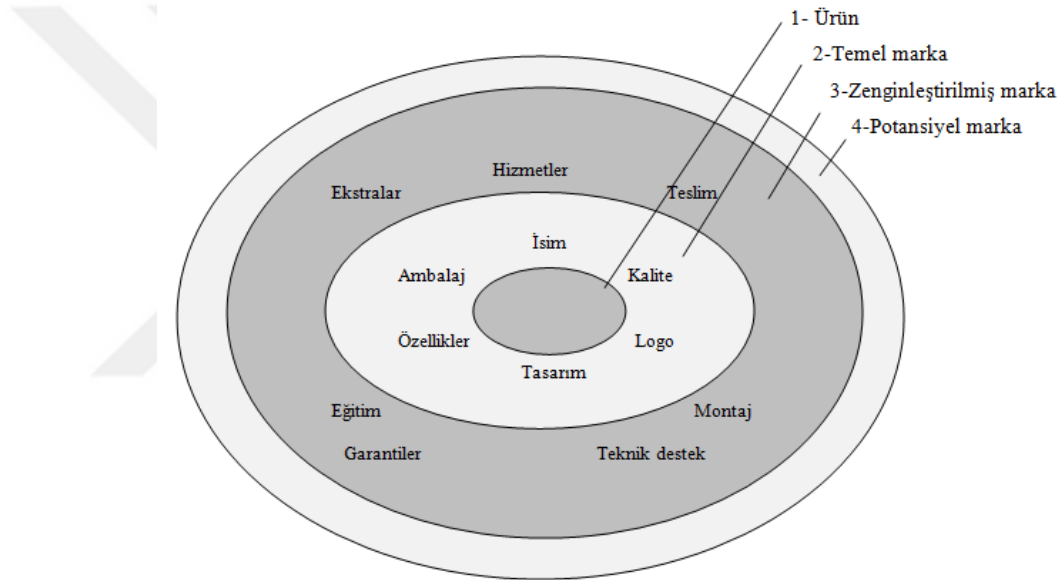 1- Ürün
2-Temel marka
3-Zenginleştirilmiş marka
4-Potansiyel marka
Hizmetler
Ekstralar
Teslim
İsim
Ambalaj
Kalite
Özellikler
Logo
Tasarım
Eğitim
Montaj
Garantiler
Teknik destek